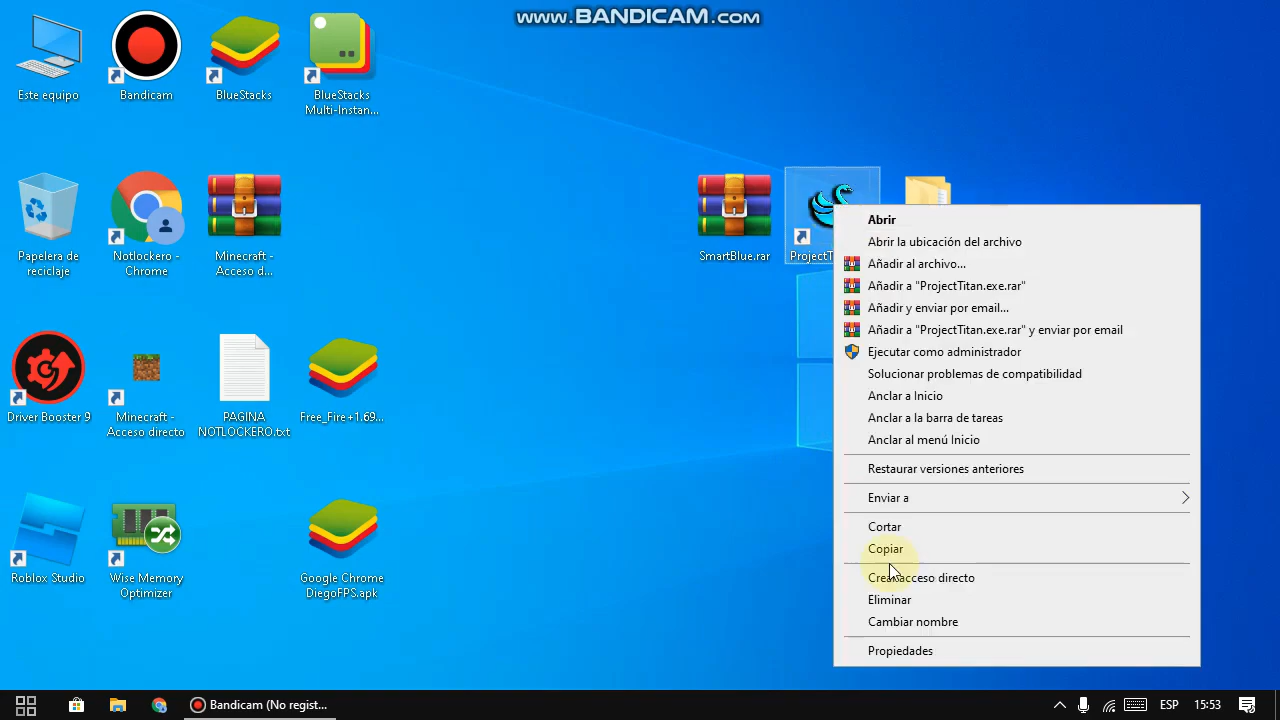 www.BANDICAM.com
Este equipo
Bandicam
BlueStacks
BlueStacks
Multi-Instan...
Papelera de
reciclaje
Notlockero -
Chrome
Minecraft -
Acceso d...
SmartBlue.rar
Driver Booster 9
Minecraft -
Acceso directo
PAGINA
NOTLOCKERO.txt
Free_Fire+1.69...
Roblox Studio
Wise Memory
Optimizer
Google Chrome
DiegoFPS.apk
Abrir
Abrir la ubicación del archivo
Añadir al archivo...
Añadir a "ProjectTitan.exe.rar"
Añadir y enviar por email...
Añadir a "ProjectTitan.exe.rar" y enviar por email
Ejecutar como administrador
Solucionar problemas de compatibilidad
Anclar a Inicio
Anclar a la barra de tareas
Anclar al menú Inicio
Restaurar versiones anteriores
Enviar a
Cortar
Copiar
Crear acceso directo
Eliminar
Cambiar nombre
Propiedades
Bandicam (No regist...
ESP
15:53